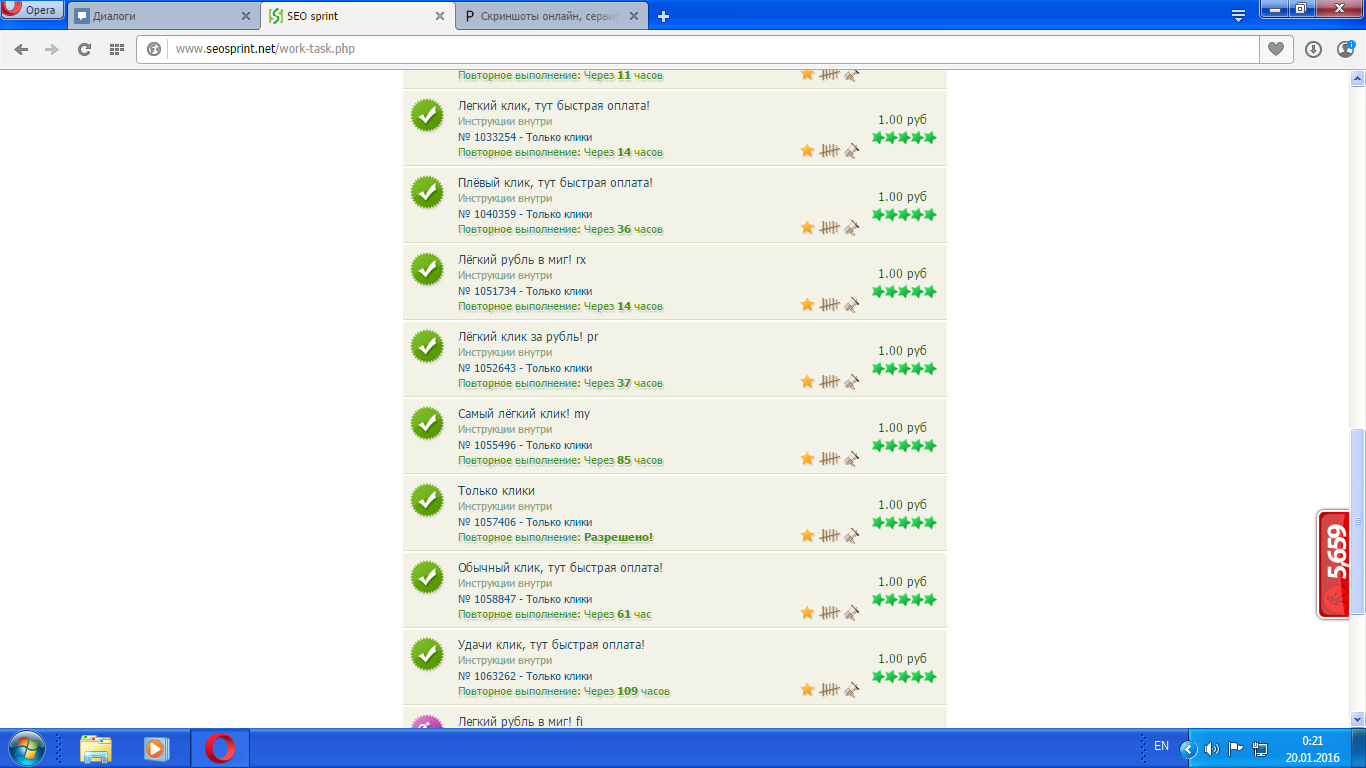 Opera
Диалоги
SEO sprint
Скриншоты онлайн, сервис
www.seosprint.net/work-task.php
Повторное выполнение: Через 11 часов
Легкий клик, тут быстрая оплата!
Инструкции внутри
№ 1033254 - Только клики
Повторное выполнение: Через 14 часов
1.00 руб
Плёвый клик, тут быстрая оплата!
Инструкции внутри
№ 1040359 - Только клики
Повторное выполнение: Через 36 часов
1.00 руб
Лёгкий рубль в миг! rx
Инструкции внутри
№ 1051734 - Только клики
Повторное выполнение: Через 14 часов
1.00 руб
Лёгкий клик за рубль! pr
Инструкции внутри
№ 1052643 - Только клики
Повторное выполнение: Через 37 часов
1.00 руб
Самый лёгкий клик! my
Инструкции внутри
№ 1055496 - Только клики
Повторное выполнение: Через 85 часов
1.00 руб
Только клики
Инструкции внутри
№ 1057406 - Только клики
Повторное выполнение: Разрешено!
1.00 руб
Обычный клик, тут быстрая оплата!
Инструкции внутри
№ 1058847 - Только клики
Повторное выполнение: Через 61 час
1.00 руб
Удачи клик, тут быстрая оплата!
Инструкции внутри
№ 1063262 - Только клики
Повторное выполнение: Через 109 часов
1.00 руб
Легкий рубль в миг! fi
5,659
EN
0:21
20.01.2016